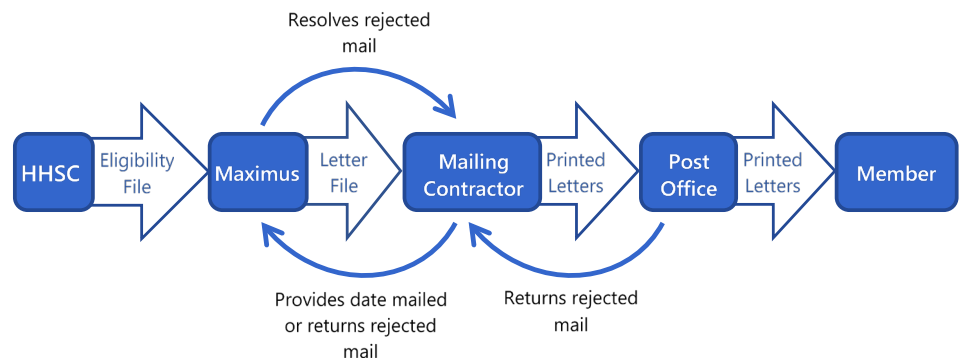 Resolves rejected
mail
HHSC
Eligibility
File
Maximus
Letter
File
Mailing
Contractor
Printed
Letters
Post
Office
Printed
Letters
Member
Provides date mailed
or returns rejected
mail
Returns rejected
mail